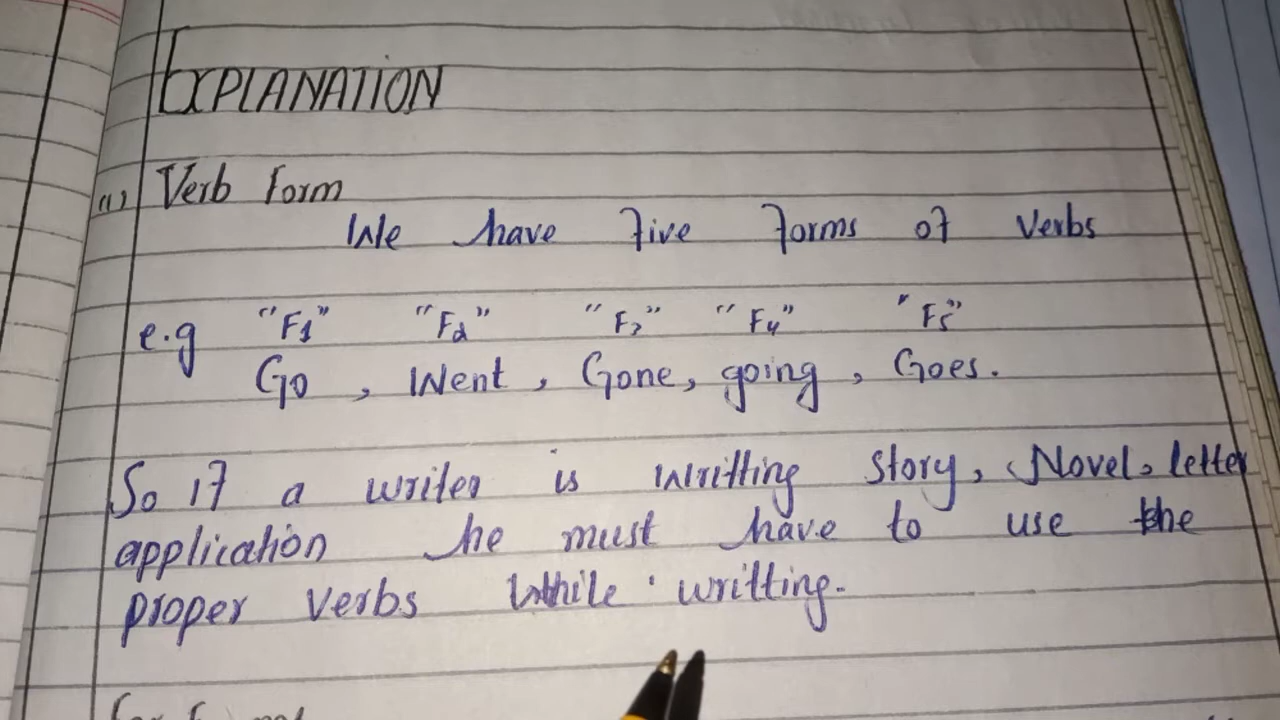 EXPLANATION
(1) Verb Form
We have five forms of verbs
e.g "F1" "F2" "F3" "F4" "F5"
Go, Went, Gone, going, Goes.
So if a writer is writting story, Novel, letter
application he must have to use the
proper verbs while writting.